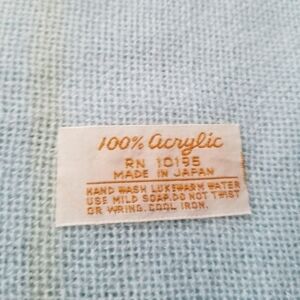 100% acrylic
RN 10195
MADE IN JAPAN
HAND WASH LUKEWARM WATER
USE MILD SOAP.DO NOT TWIST
OR WRING. COOL IRON.